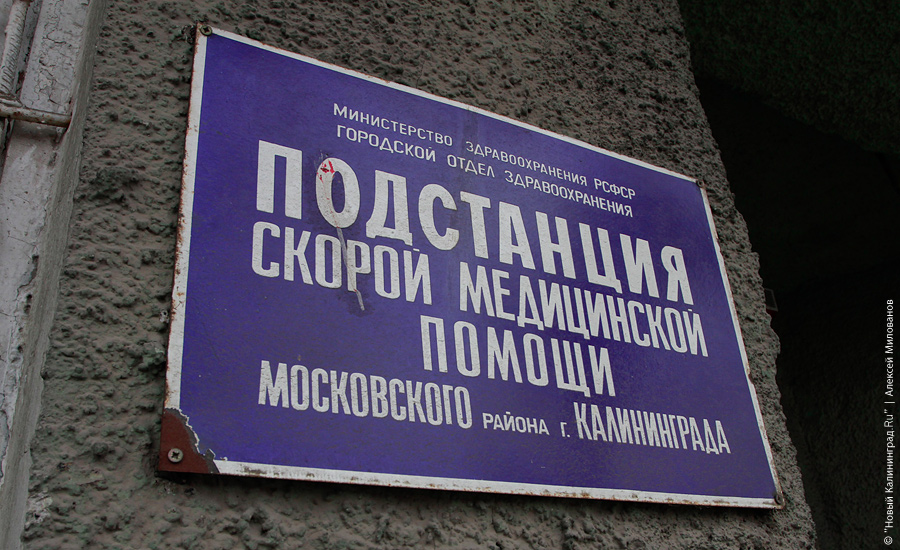 Министерство здравоохранения РСФСР
городской отдел здравоохранения
Подстанция
скорой медицинской
помощи
Московского района г. Калининграда
© "Новый Калининград.Ru" | Алексей Милованов